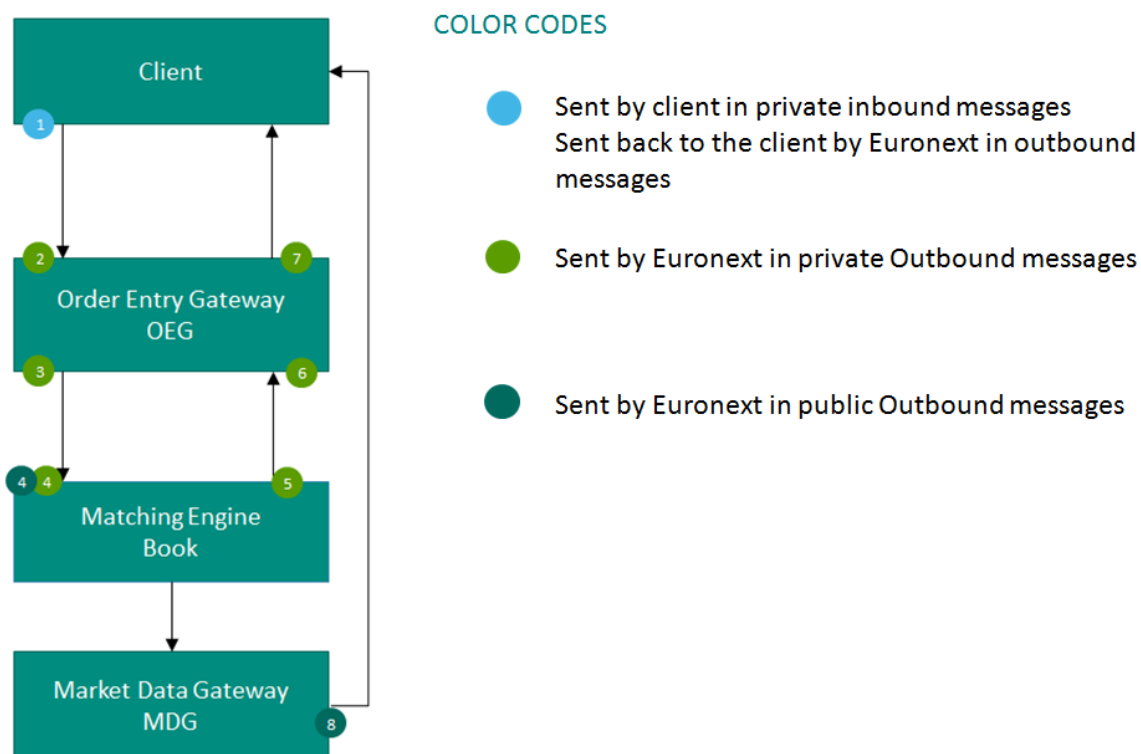 COLOR CODES
Client
1
Sent by client in private inbound messages
Sent back to the client by Euronext in outbound
messages
2
7
Sent by Euronext in private Outbound messages
Order Entry Gateway
OEG
3
6
Sent by Euronext in public Outbound messages
4
4
5
Matching Engine
Book
Market Data Gateway
MDG
8